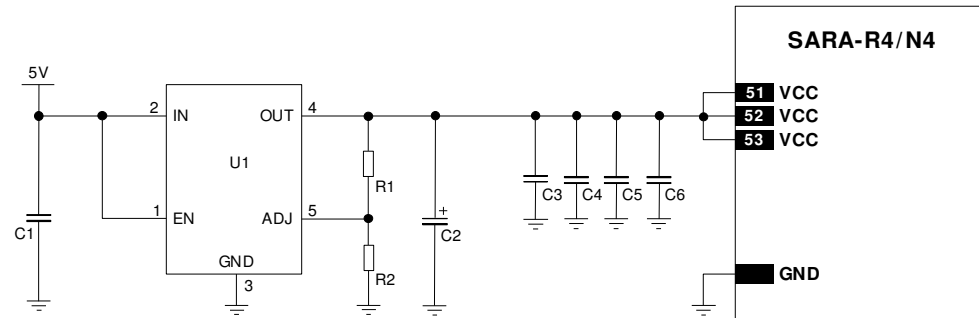 SARA-R4/N4
5V
51 VCC
2 IN OUT 4
52 VCC
53 VCC
U1
R1
C3 C4 C5 C6
1 EN ADJ 5
C1
C2
GND
R2
GND
3